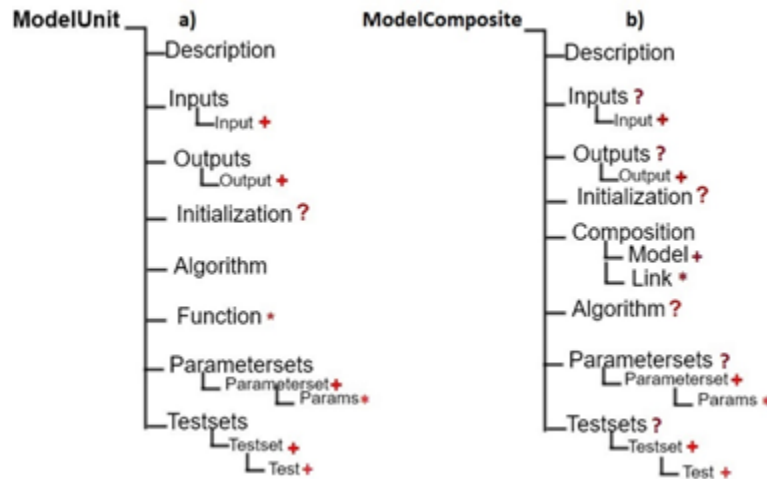 ModelUnit a)
Description
Inputs
Input +
Outputs
Output +
Initialization ?
Algorithm
Function *
Parametersets
Parameterset +
Params *
Testsets
Testset +
Test +
ModelComposite b)
Description
Inputs ?
Input +
Outputs ?
Output +
Initialization ?
Composition
Model +
Link *
Algorithm ?
Parametersets ?
Parameterset +
Params *
Testsets ?
Testset +
Test +